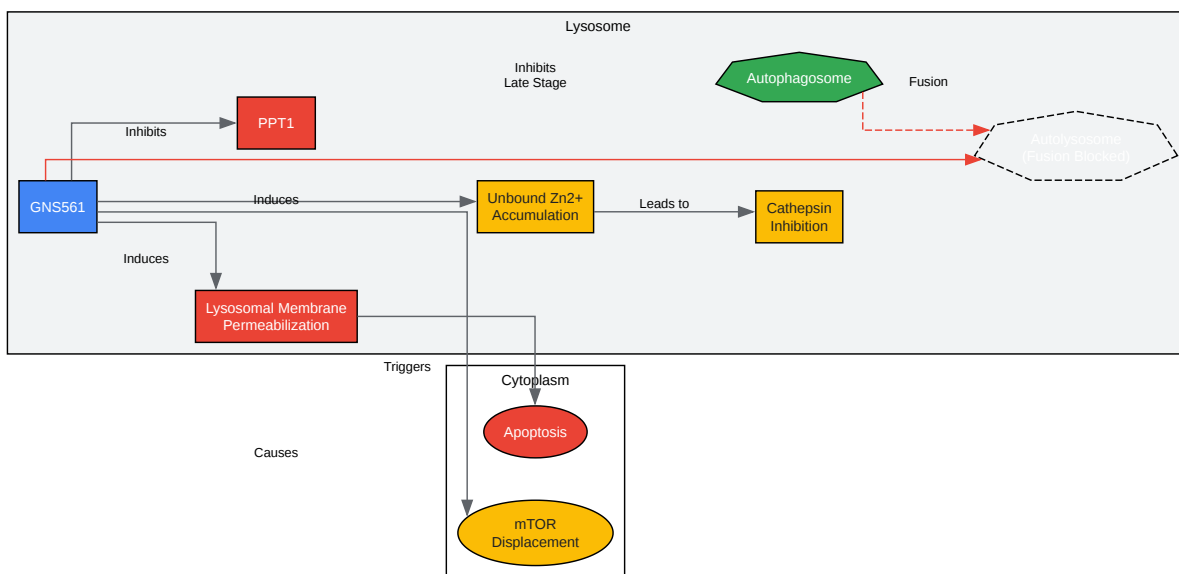 Lysosome
Inhibits
Late Stage
Autophagosome
Fusion
PPT1
Inhibits
Autolysosome
(Fusion Blocked)
GNS561
Induces
Unbound Zn2+
Accumulation
Leads to
Cathepsin
Inhibition
Induces
Lysosomal Membrane
Permeabilization
Triggers
Cytoplasm
Apoptosis
Causes
mTOR
Displacement